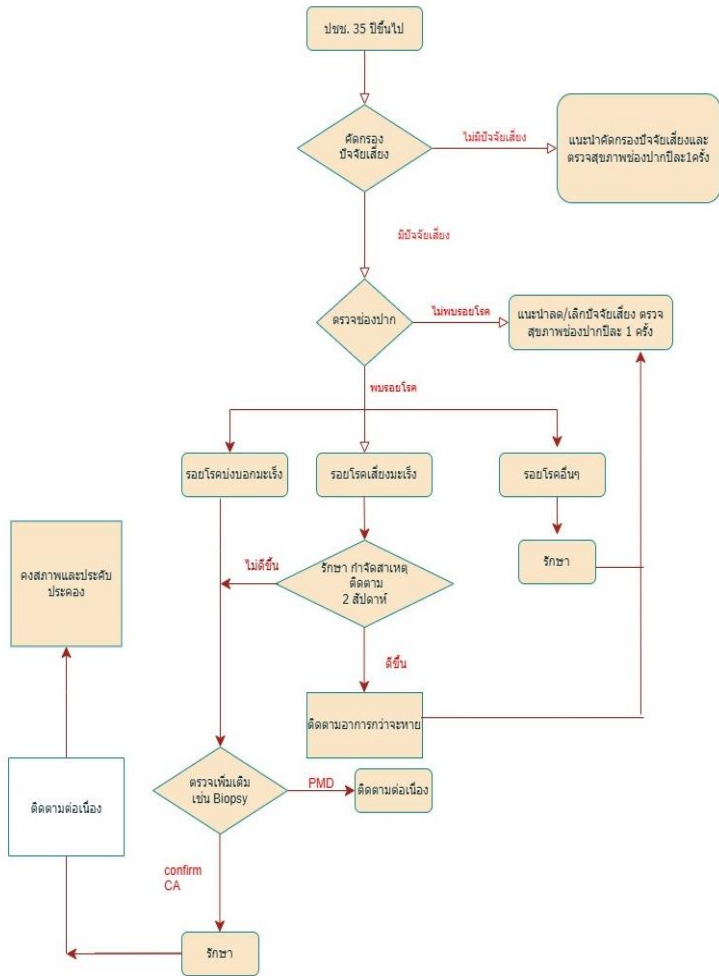 ปชช. 35 ปีขึ้นไป
คัดกรอง
ปัจจัยเสี่ยง
ไม่มีปัจจัยเสี่ยง
แนะนำคัดกรองปัจจัยเสี่ยงและ
ตรวจสุขภาพช่องปากปีละ1ครั้ง
มีปัจจัยเสี่ยง
ตรวจช่องปาก
ไม่พบรอยโรค
แนะนำลด/เลิกปัจจัยเสี่ยง ตรวจ
สุขภาพช่องปากปีละ 1 ครั้ง
พบรอยโรค
รอยโรคบ่งบอกมะเร็ง
รอยโรคเสี่ยงมะเร็ง
รอยโรคอื่นๆ
คงสภาพและประคับ
ประคอง
ไม่ดีขึ้น
รักษา กำจัดสาเหตุ
ติดตาม
2 สัปดาห์
รักษา
ดีขึ้น
ติดตามอาการกว่าจะหาย
ติดตามต่อเนื่อง
ตรวจเพิ่มเติม
เช่น Biopsy
PMD
ติดตามต่อเนื่อง
confirm
CA
รักษา